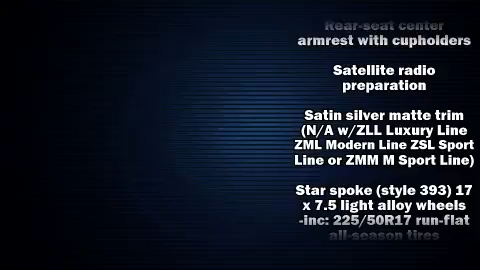 Rear-seat center
armrest with cupholders
Satellite radio
preparation
Satin silver matte trim
(N/A w/ZLL Luxury Line
ZML Modern Line ZSL Sport
Line or ZMM M Sport Line)
Star spoke (style 393) 17
x 7.5 light alloy wheels
-inc: 225/50R17 run-flat
all-season tires